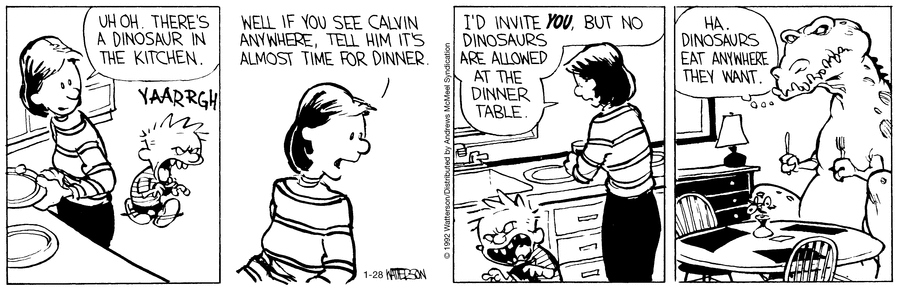 UH OH. THERE'S
A DINOSAUR IN
THE KITCHEN.
YAARRGH
WELL IF YOU SEE CALVIN
ANYWHERE, TELL HIM IT'S
ALMOST TIME FOR DINNER.
1-28 WATTERSON
© 1992 Watterson/Distributed by Andrews McMeel Syndication
I'D INVITE YOU, BUT NO
DINOSAURS
ARE ALLOWED
AT THE
DINNER
TABLE.
HA.
DINOSAURS
EAT ANYWHERE
THEY WANT.